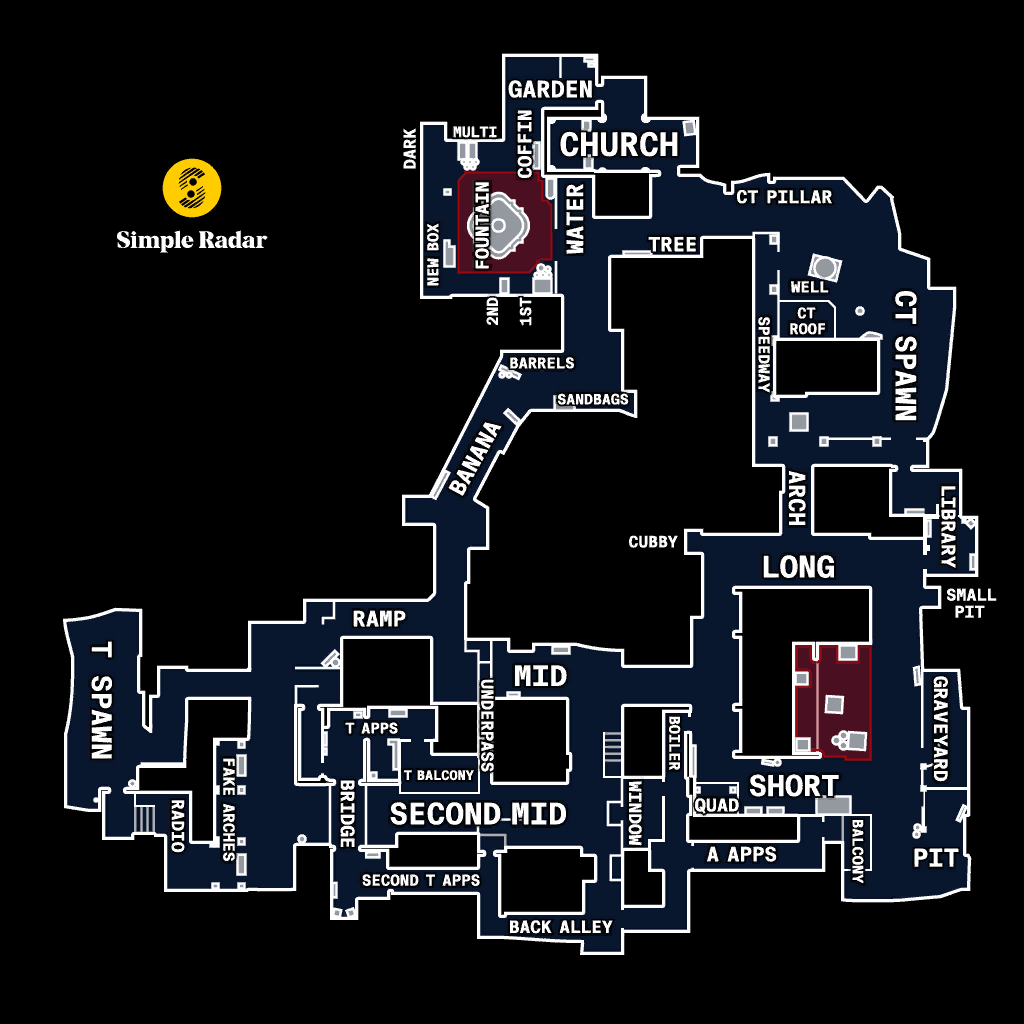 GARDEN
DARK
MULTI
COFFIN
CHURCH
Simple Radar
FOUNTAIN
WATER
CT PILLAR
NEW BOX
TREE
WELL
CT
ROOF
CT SPAWN
2ND
1ST
SPEEDWAY
BARRELS
SANDBAGS
BANANA
ARCH
LIBRARY
CUBBY
LONG
SMALL
PIT
RAMP
T SPAWN
MID
UNDERPASS
GRAVEYARD
T APPS
BOILER
T BALCONY
SHORT
FAKE ARCHES
RADIO
BRIDGE
SECOND MID
WINDOW
QUAD
A APPS
BALCONY
PIT
SECOND T APPS
BACK ALLEY